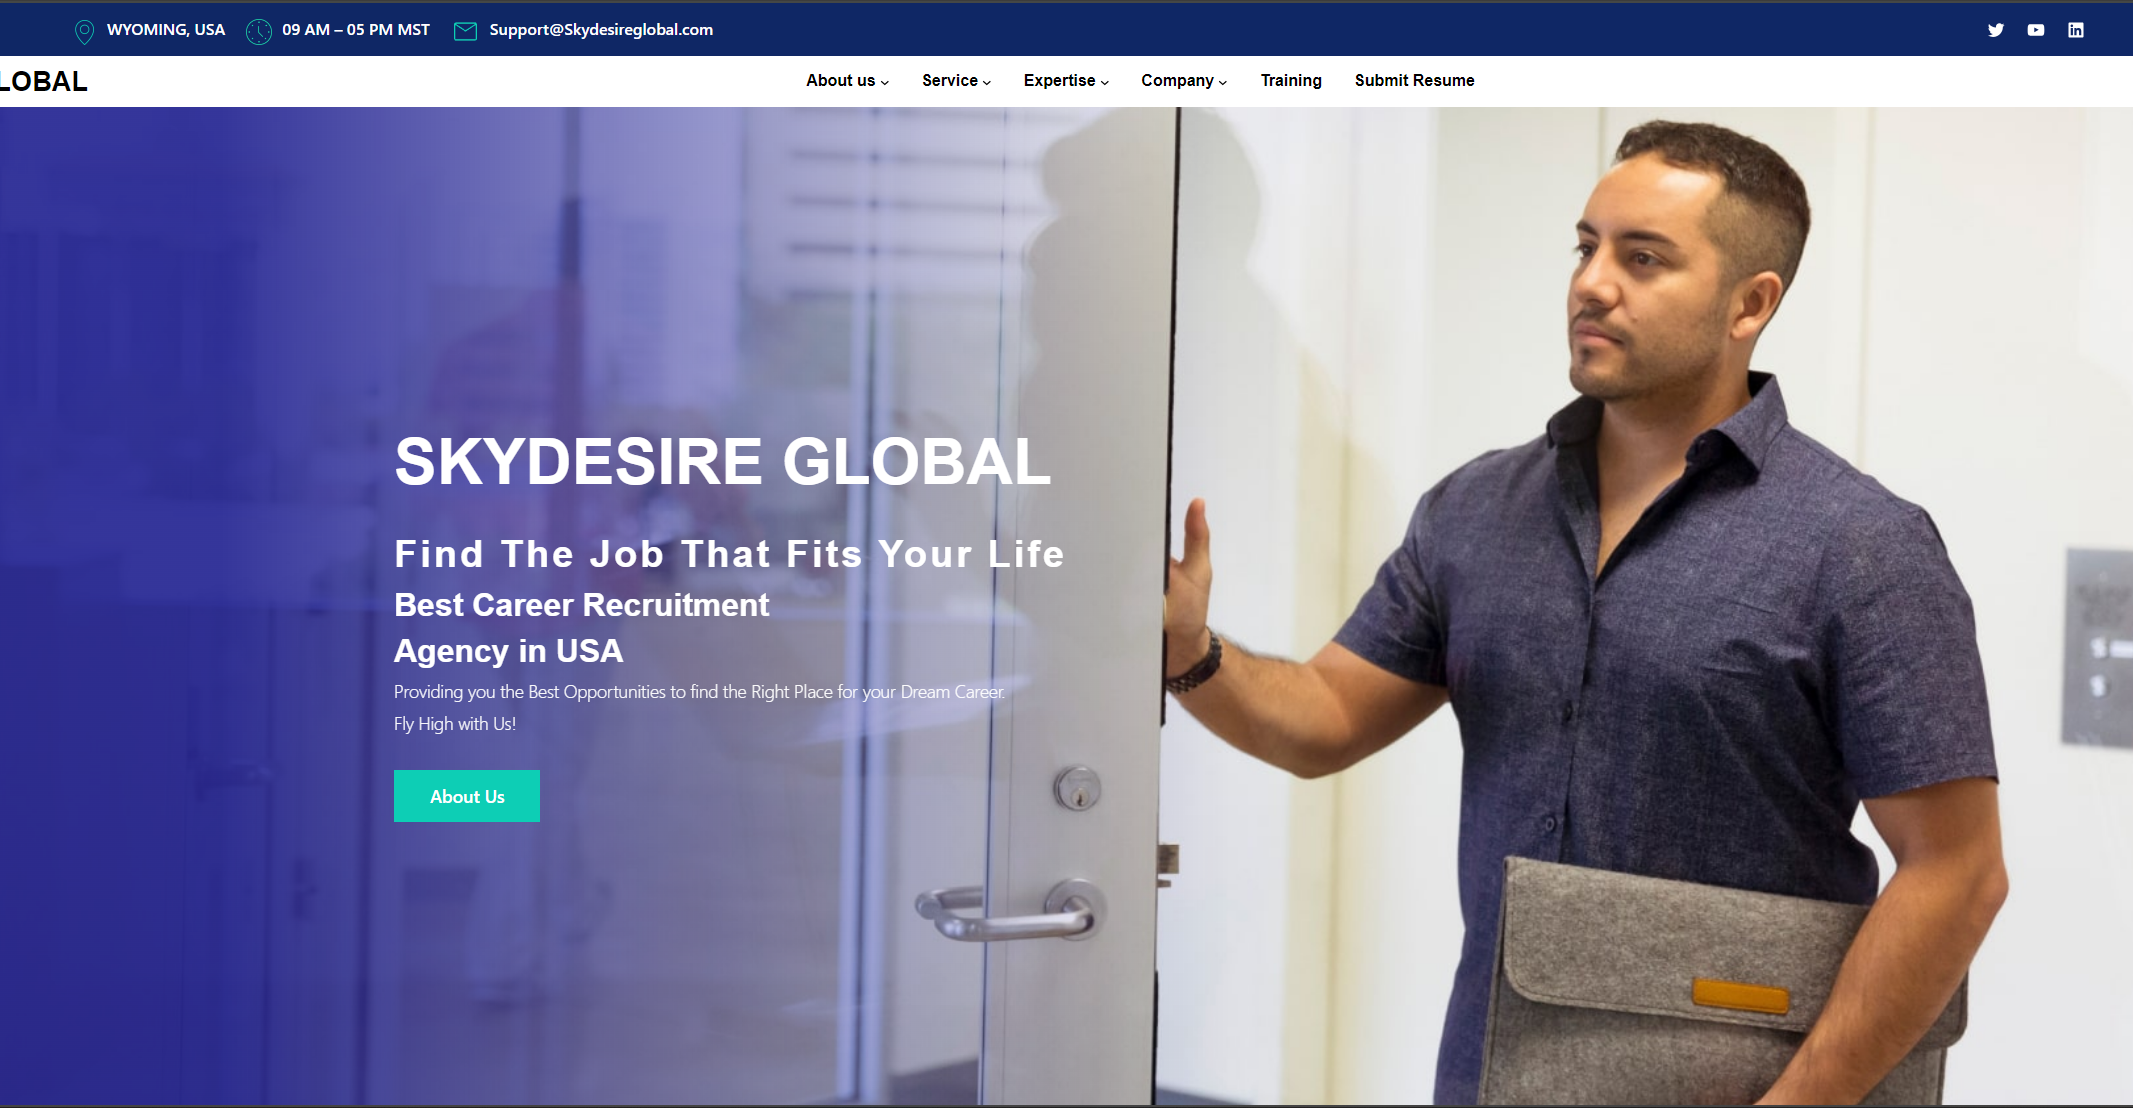 WYOMING, USA 09 AM – 05 PM MST Support@Skydesireglobal.com
LOBAL About us Service Expertise Company Training Submit Resume
SKYDESIRE GLOBAL
Find The Job That Fits Your Life
Best Career Recruitment
Agency in USA
Providing you the Best Opportunities to find the Right Place for your Dream Career.
Fly High with Us!
About Us